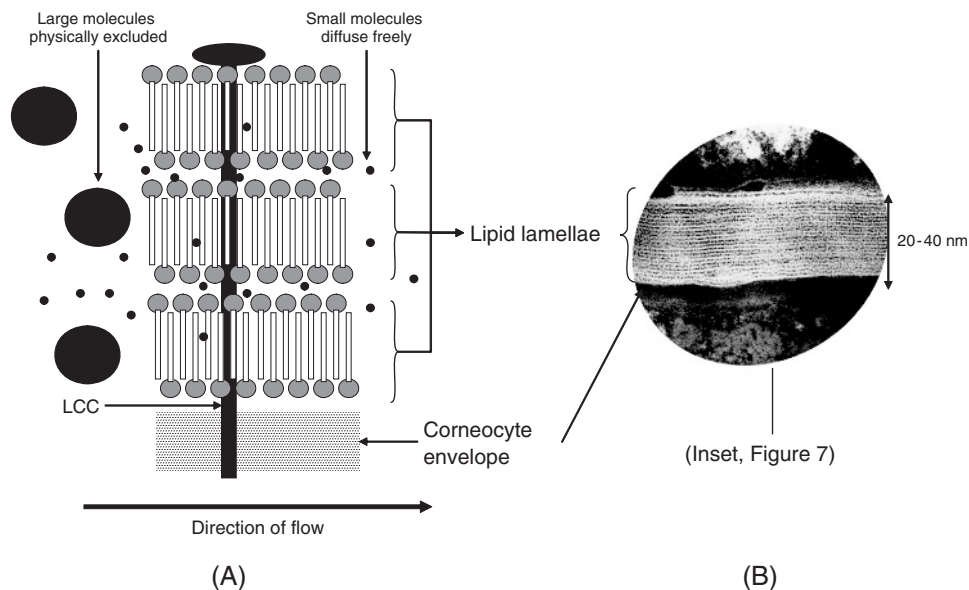 Large molecules
physically excluded
Small molecules
diffuse freely
Lipid lamellae
20-40 nm
LCC
Corneocyte
envelope
(Inset, Figure 7)
Direction of flow
(A)
(B)